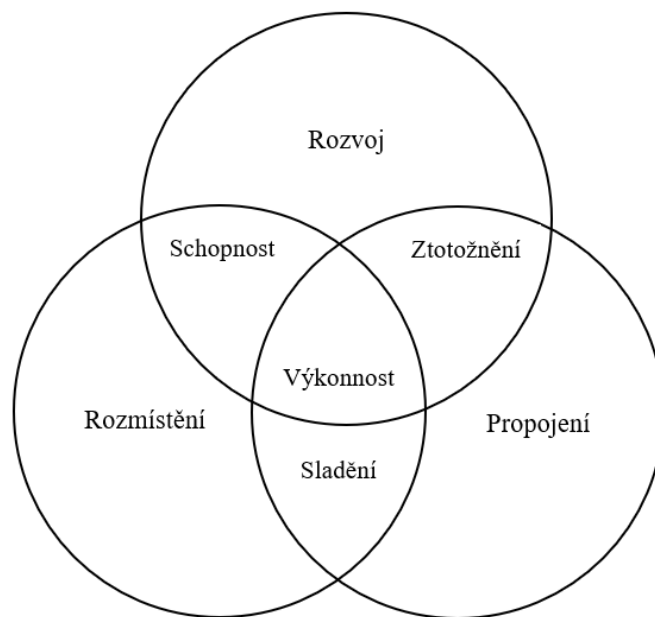 Rozvoj
Schopnost
Ztotožnění
Výkonnost
Rozmístění
Propojení
Sladění